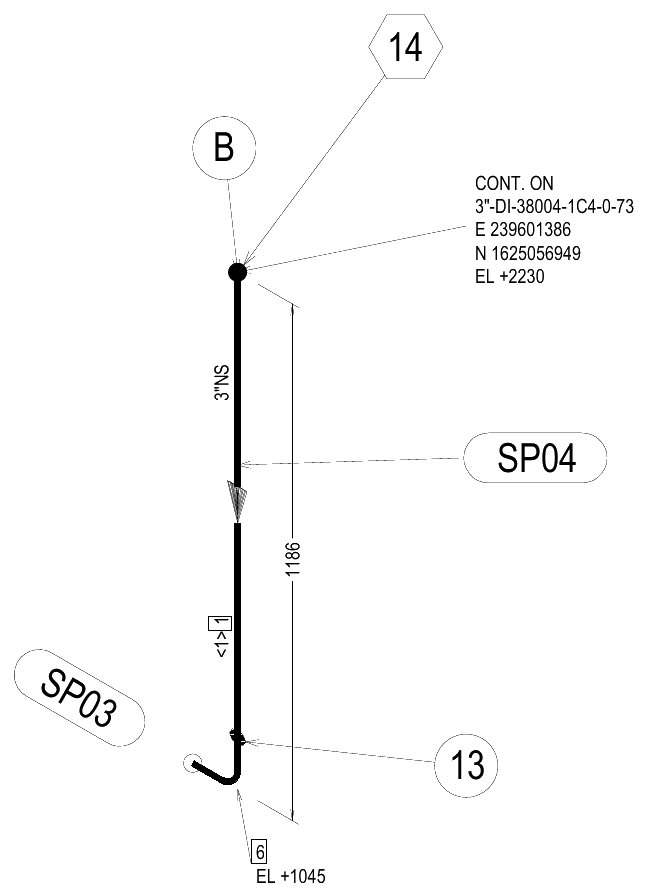 14
B
CONT. ON
3"-DI-38004-1C4-0-73
E 239601386
N 1625056949
EL +2230
3"NS
SP04
1186
<1> 1
SP03
13
6
EL +1045